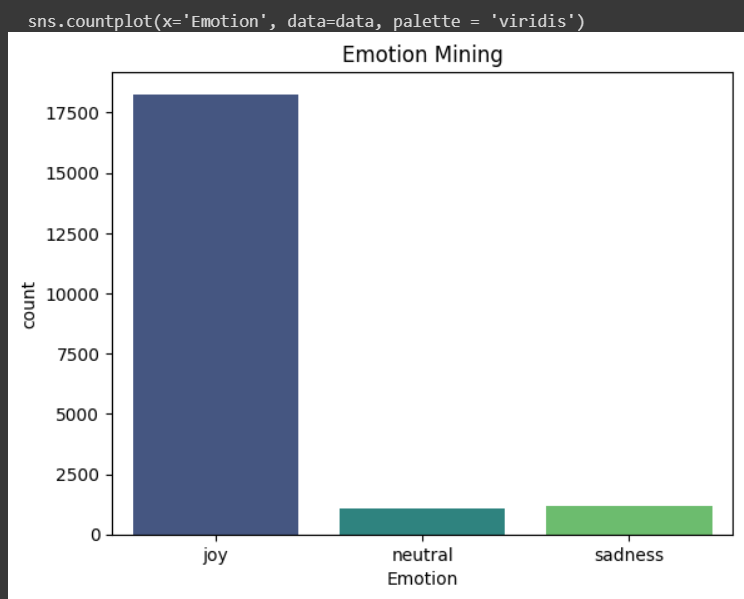 sns.countplot(x='Emotion', data=data, palette = 'viridis')
Emotion Mining
17500
15000
12500
10000
7500
5000
2500
0
count
joy neutral sadness
Emotion